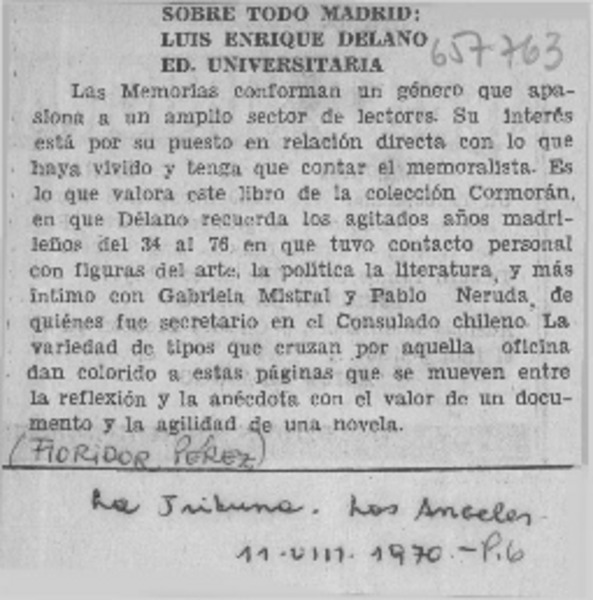 SOBRE TODO MADRID:
LUIS ENRIQUE DELANO
ED. UNIVERSITARIA
657763
Las Memorias conforman un género que apa-
siona a un amplio sector de lectores. Su interés
está por su puesto en relación directa con lo que
haya vivido y tenga que contar el memoralista. Es
lo que valora este libro de la colección Cormorán,
en que Délano recuerda los agitados años madri-
leños del 34 al 76 en que tuvo contacto personal
con figuras del arte, la política la literatura, y más
íntimo con Gabriela Mistral y Pablo Neruda, de
quiénes fue secretario en el Consulado chileno. La
variedad de tipos que cruzan por aquella oficina
dan colorido a estas páginas que se mueven entre
la reflexión y la anécdota con el valor de un docu-
mento y la agilidad de una novela.
(FLORIDOR PÉREZ)
La Tribuna. Los Angeles.
11-VIII-1970.-P.6